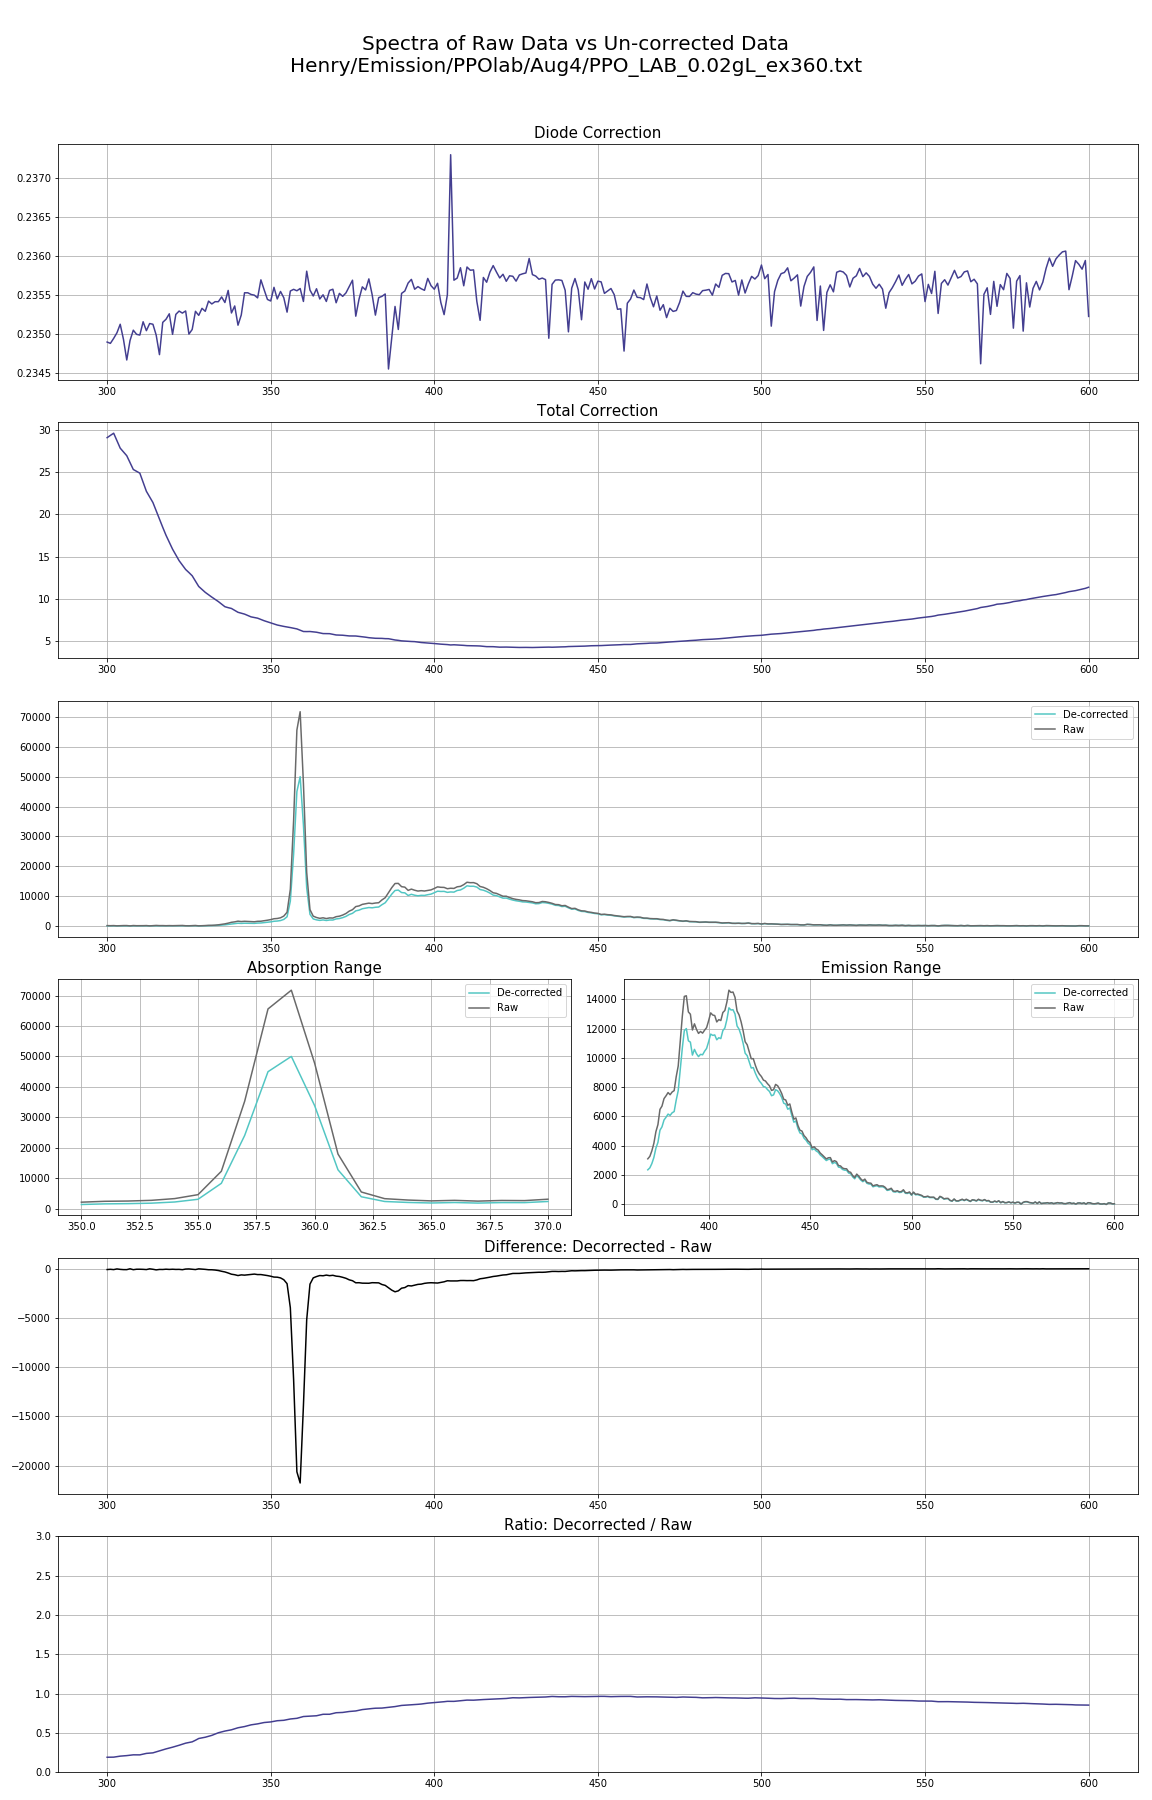 Spectra of Raw Data vs Un-corrected Data
Henry/Emission/PPOlab/Aug4/PPO_LAB_0.02gL_ex360.txt
Diode Correction
0.2370
0.2365
0.2360
0.2355
0.2350
0.2345
300 350 400 450 500 550 600
Total Correction
30
25
20
15
10
5
300 350 400 450 500 550 600
De-corrected
Raw
70000
60000
50000
40000
30000
20000
10000
0
300 350 400 450 500 550 600
Absorption Range
De-corrected
Raw
70000
60000
50000
40000
30000
20000
10000
0
350.0 352.5 355.0 357.5 360.0 362.5 365.0 367.5 370.0
Emission Range
De-corrected
Raw
14000
12000
10000
8000
6000
4000
2000
0
400 450 500 550 600
Difference: Decorrected - Raw
0
−5000
−10000
−15000
−20000
300 350 400 450 500 550 600
Ratio: Decorrected / Raw
3.0
2.5
2.0
1.5
1.0
0.5
0.0
300 350 400 450 500 550 600